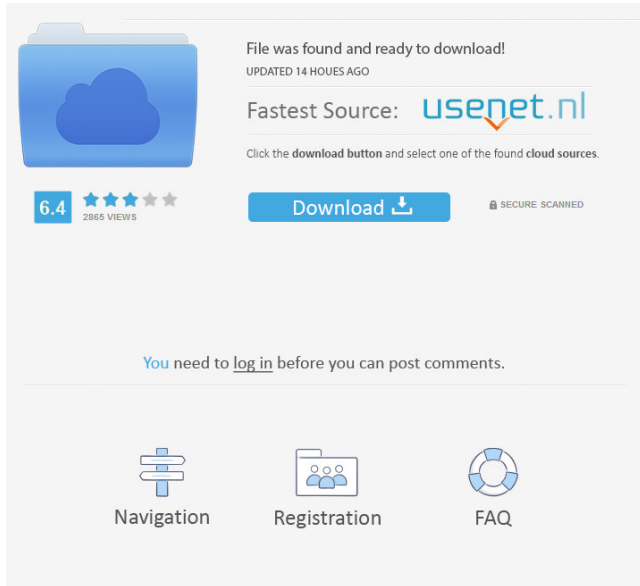 File was found and ready to download!
UPDATED 14 HOUES AGO
Fastest Source: usenet.nl
Click the download button and select one of the found cloud sources.
6.4
2865 VIEWS
Download
SECURE SCANNED
You need to log in before you can post comments.
Navigation
Registration
FAQ